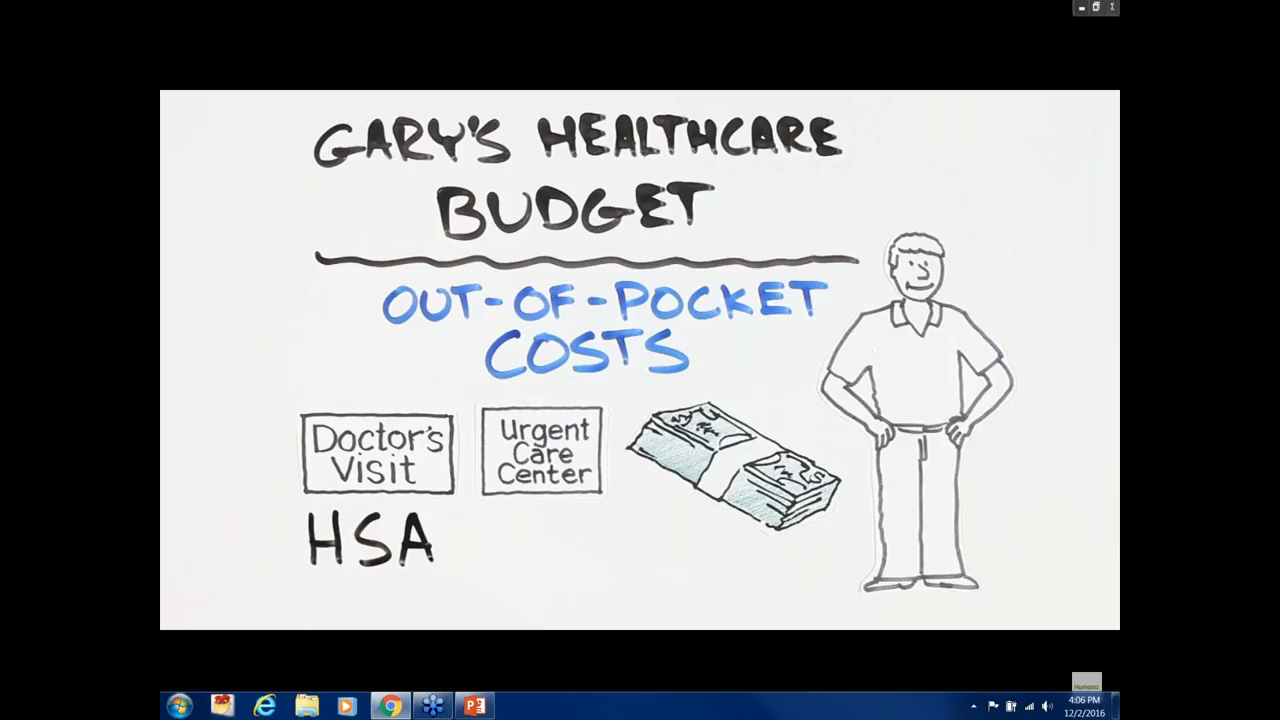 GARY'S HEALTHCARE
BUDGET
OUT-OF-POCKET
COSTS
Doctor's
Visit
Urgent
Care
Center
HSA
Humana
4:06 PM
12/2/2016